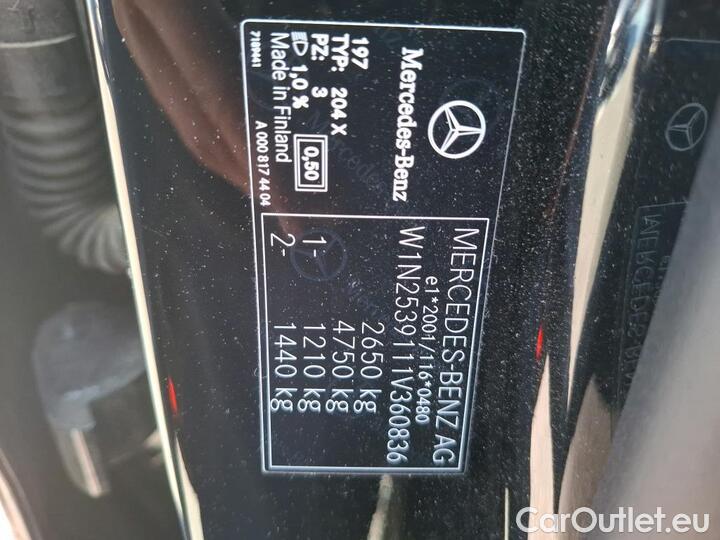 Mercedes-Benz
MERCEDES-BENZ AG
e1*2001/116*0480
W1N2539111V360836
2650 kg
4750 kg
1- 1210 kg
2- 1440 kg
197
TYP: 204 X
PZ: 3
1,0 %
0,50
Made in Finland
A 000 817 44 04
CarOutlet.eu